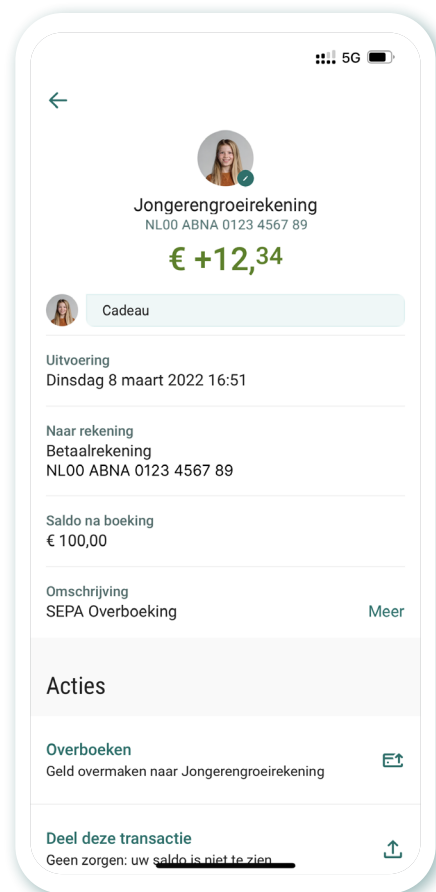 5G
Jongerengroeirekening
NL00 ABNA 0123 4567 89
€ +12,34
Cadeau
Uitvoering
Dinsdag 8 maart 2022 16:51
Naar rekening
Betaalrekening
NL00 ABNA 0123 4567 89
Saldo na boeking
€ 100,00
Omschrijving
SEPA Overboeking Meer
Acties
Overboeken
Geld overmaken naar Jongerengroeirekening
Deel deze transactie
Geen zorgen: uw saldo is niet te zien